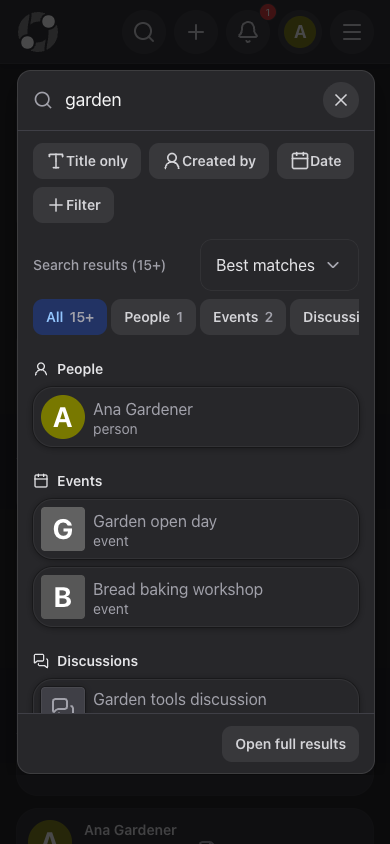 1
A
garden
Title only
Created by
Date
Filter
Search results (15+)
Best matches
All 15+
People 1
Events 2
Discussi
People
A
Ana Gardener
person
Events
G
Garden open day
event
B
Bread baking workshop
event
Discussions
Garden tools discussion
Open full results
A
Ana Gardener